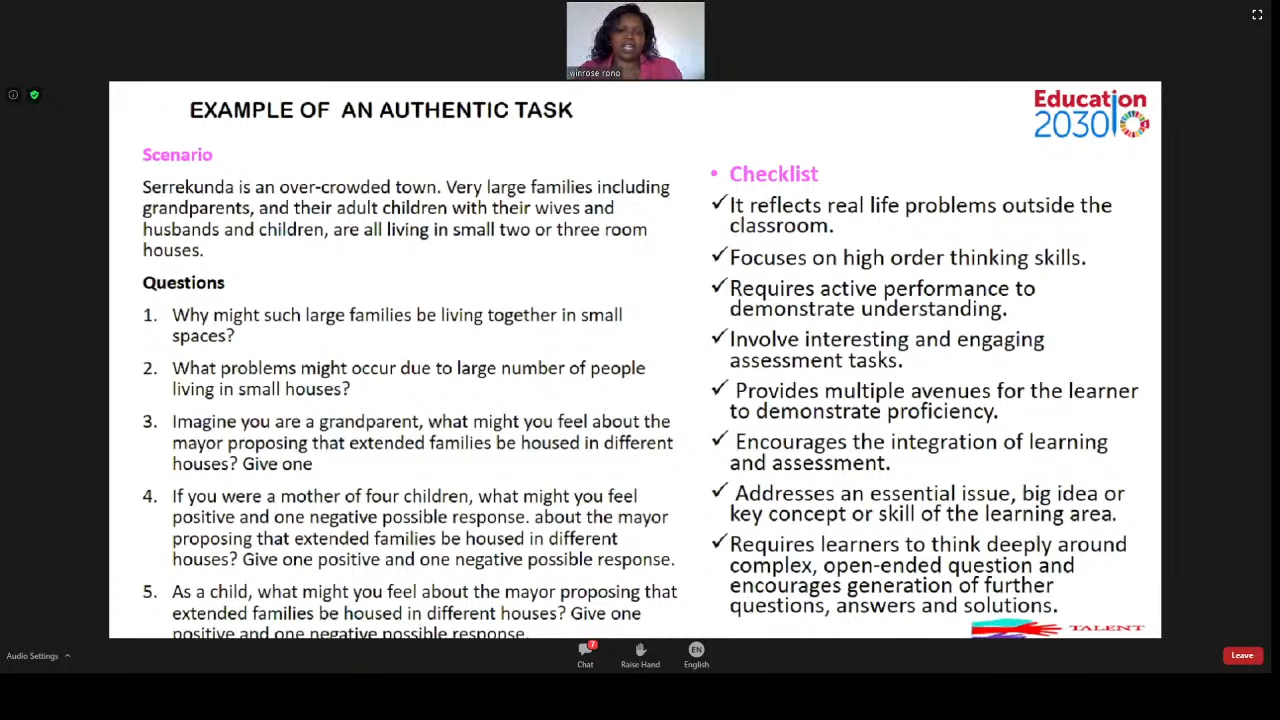 winrose rono
EXAMPLE OF AN AUTHENTIC TASK
Education
2030
Scenario
Serrekunda is an over-crowded town. Very large families including
grandparents, and their adult children with their wives and
husbands and children, are all living in small two or three room
houses.
Questions
1. Why might such large families be living together in small
spaces?
2. What problems might occur due to large number of people
living in small houses?
3. Imagine you are a grandparent, what might you feel about the
mayor proposing that extended families be housed in different
houses? Give one
4. If you were a mother of four children, what might you feel
positive and one negative possible response. about the mayor
proposing that extended families be housed in different
houses? Give one positive and one negative possible response.
5. As a child, what might you feel about the mayor proposing that
extended families be housed in different houses? Give one
positive and one negative possible response.
• Checklist
✓It reflects real life problems outside the
classroom.
✓Focuses on high order thinking skills.
✓Requires active performance to
demonstrate understanding.
✓Involve interesting and engaging
assessment tasks.
✓ Provides multiple avenues for the learner
to demonstrate proficiency.
✓ Encourages the integration of learning
and assessment.
✓ Addresses an essential issue, big idea or
key concept or skill of the learning area.
✓Requires learners to think deeply around
complex, open-ended question and
encourages generation of further
questions, answers and solutions.
TALENT
Audio Settings
7
Chat
Raise Hand
EN
English
Leave